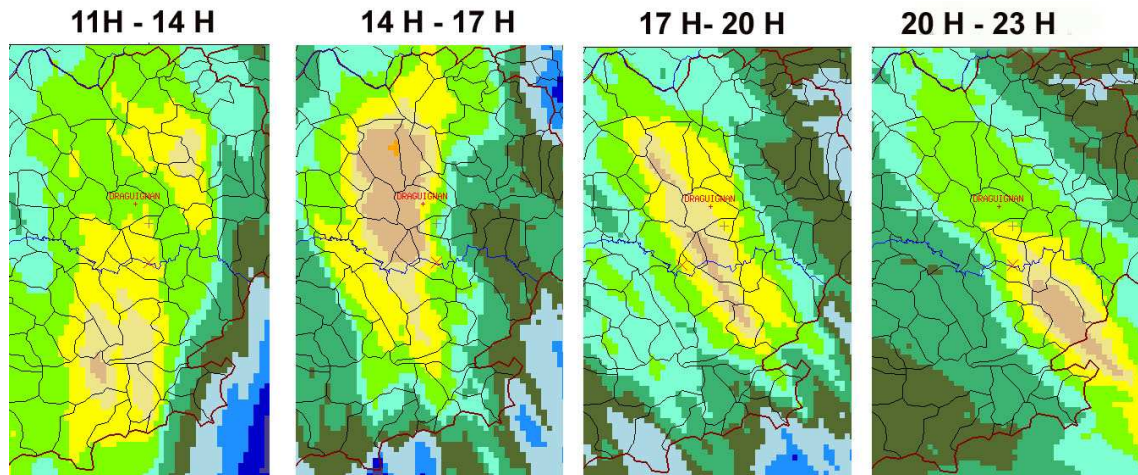 11H - 14 H
14 H - 17 H
17 H- 20 H
20 H - 23 H
DRAGUIGNAN
DRAGUIGNAN
DRAGUIGNAN
DRAGUIGNAN